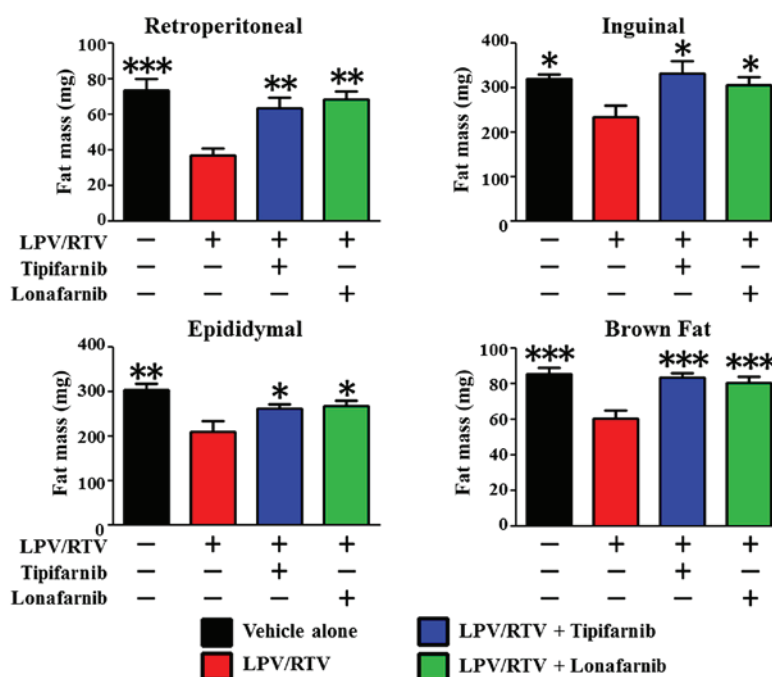 Retroperitoneal
Fat mass (mg)
100
80
60
40
20
0
***
**
**
LPV/RTV − + + +
Tipifarnib − − + −
Lonafarnib − − − +
Inguinal
Fat mass (mg)
400
300
200
100
0
*
*
*
− + + +
− − + −
− − − +
Epididymal
Fat mass (mg)
400
300
200
100
0
**
*
*
LPV/RTV − + + +
Tipifarnib − − + −
Lonafarnib − − − +
Brown Fat
Fat mass (mg)
100
80
60
40
20
0
***
***
***
− + + +
− − + −
− − − +
Vehicle alone
LPV/RTV
LPV/RTV + Tipifarnib
LPV/RTV + Lonafarnib